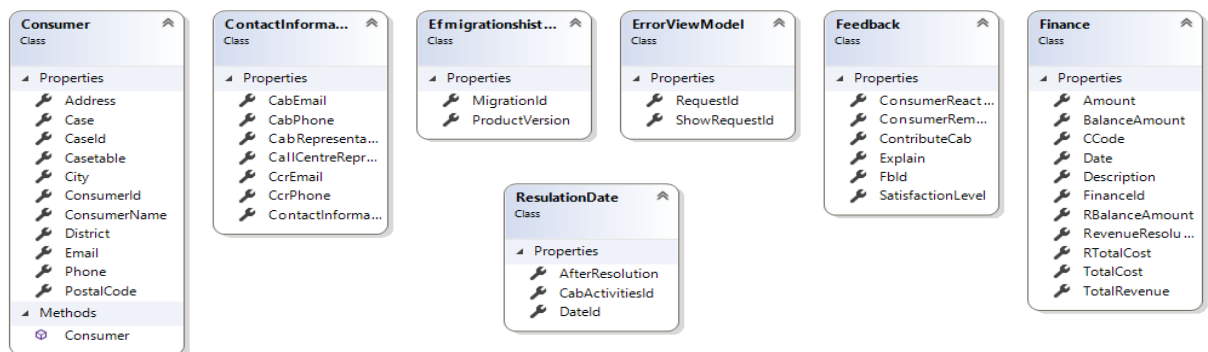 Consumer
Class
Properties
Address
Case
CaseId
Casetable
City
ConsumerId
ConsumerName
District
Email
Phone
PostalCode
Methods
Consumer
ContactInforma...
Class
Properties
CabEmail
CabPhone
CabRepresenta...
CallCentreRepr...
CcrEmail
CcrPhone
ContactInforma...
Efmigrationshist...
Class
Properties
MigrationId
ProductVersion
ErrorViewModel
Class
Properties
RequestId
ShowRequestId
ResulationDate
Class
Properties
AfterResolution
CabActivitiesId
DateId
Feedback
Class
Properties
ConsumerReact...
ConsumerRem...
ContributeCab
Explain
FbId
SatisfactionLevel
Finance
Class
Properties
Amount
BalanceAmount
CCode
Date
Description
FinanceId
RBalanceAmount
RevenueResolu...
RTotalCost
TotalCost
TotalRevenue